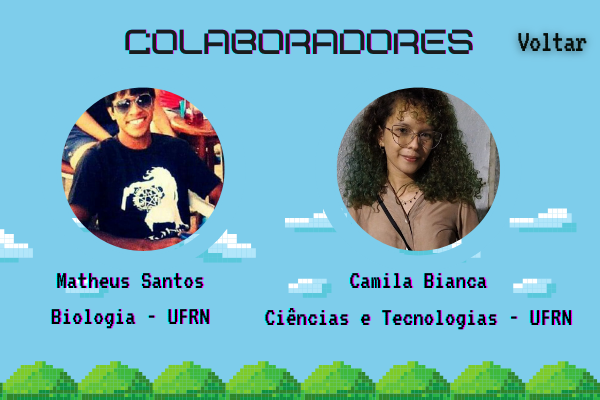 COLABORADORES
Voltar
Matheus Santos
Biologia - UFRN
Camila Bianca
Ciências e Tecnologias - UFRN